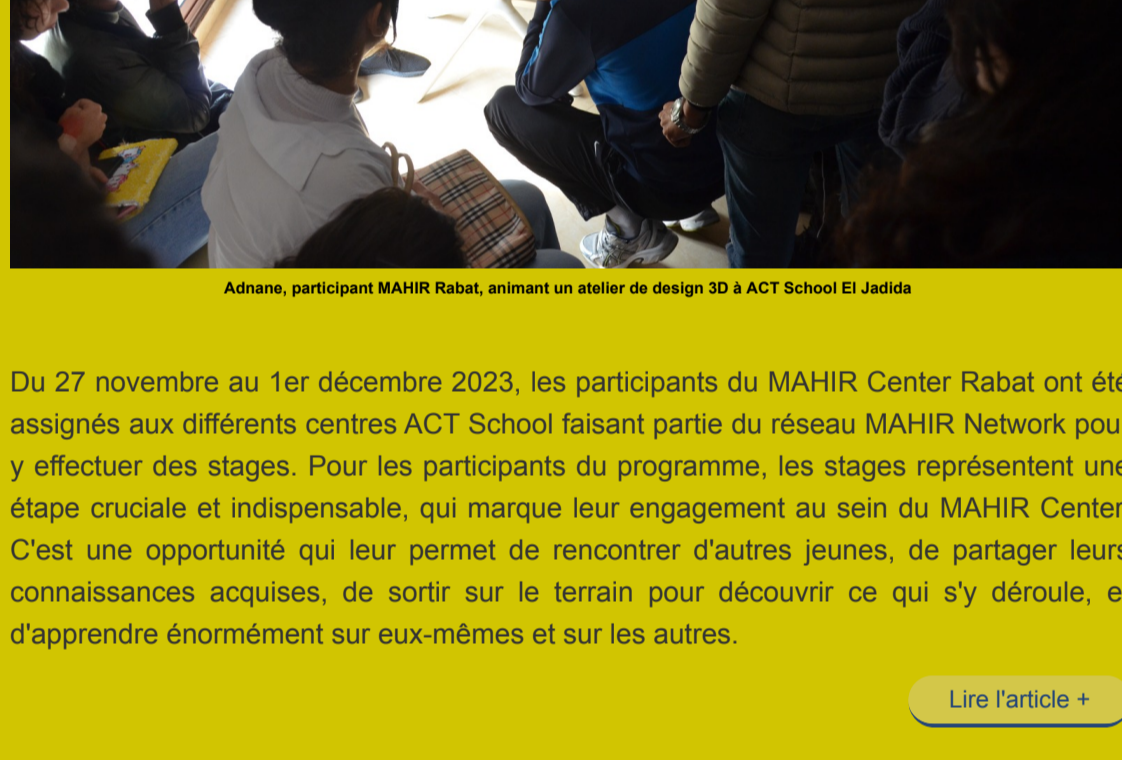 Adnane, participant MAHIR Rabat, animant un atelier de design 3D à ACT School El Jadida
Du 27 novembre au 1er décembre 2023, les participants du MAHIR Center Rabat ont été
assignés aux différents centres ACT School faisant partie du réseau MAHIR Network pou
y effectuer des stages. Pour les participants du programme, les stages représentent une
étape cruciale et indispensable, qui marque leur engagement au sein du MAHIR Center
C'est une opportunité qui leur permet de rencontrer d'autres jeunes, de partager leurs
connaissances acquises, de sortir sur le terrain pour découvrir ce qui s'y déroule, e
d'apprendre énormément sur eux-mêmes et sur les autres.
Lire l'article +